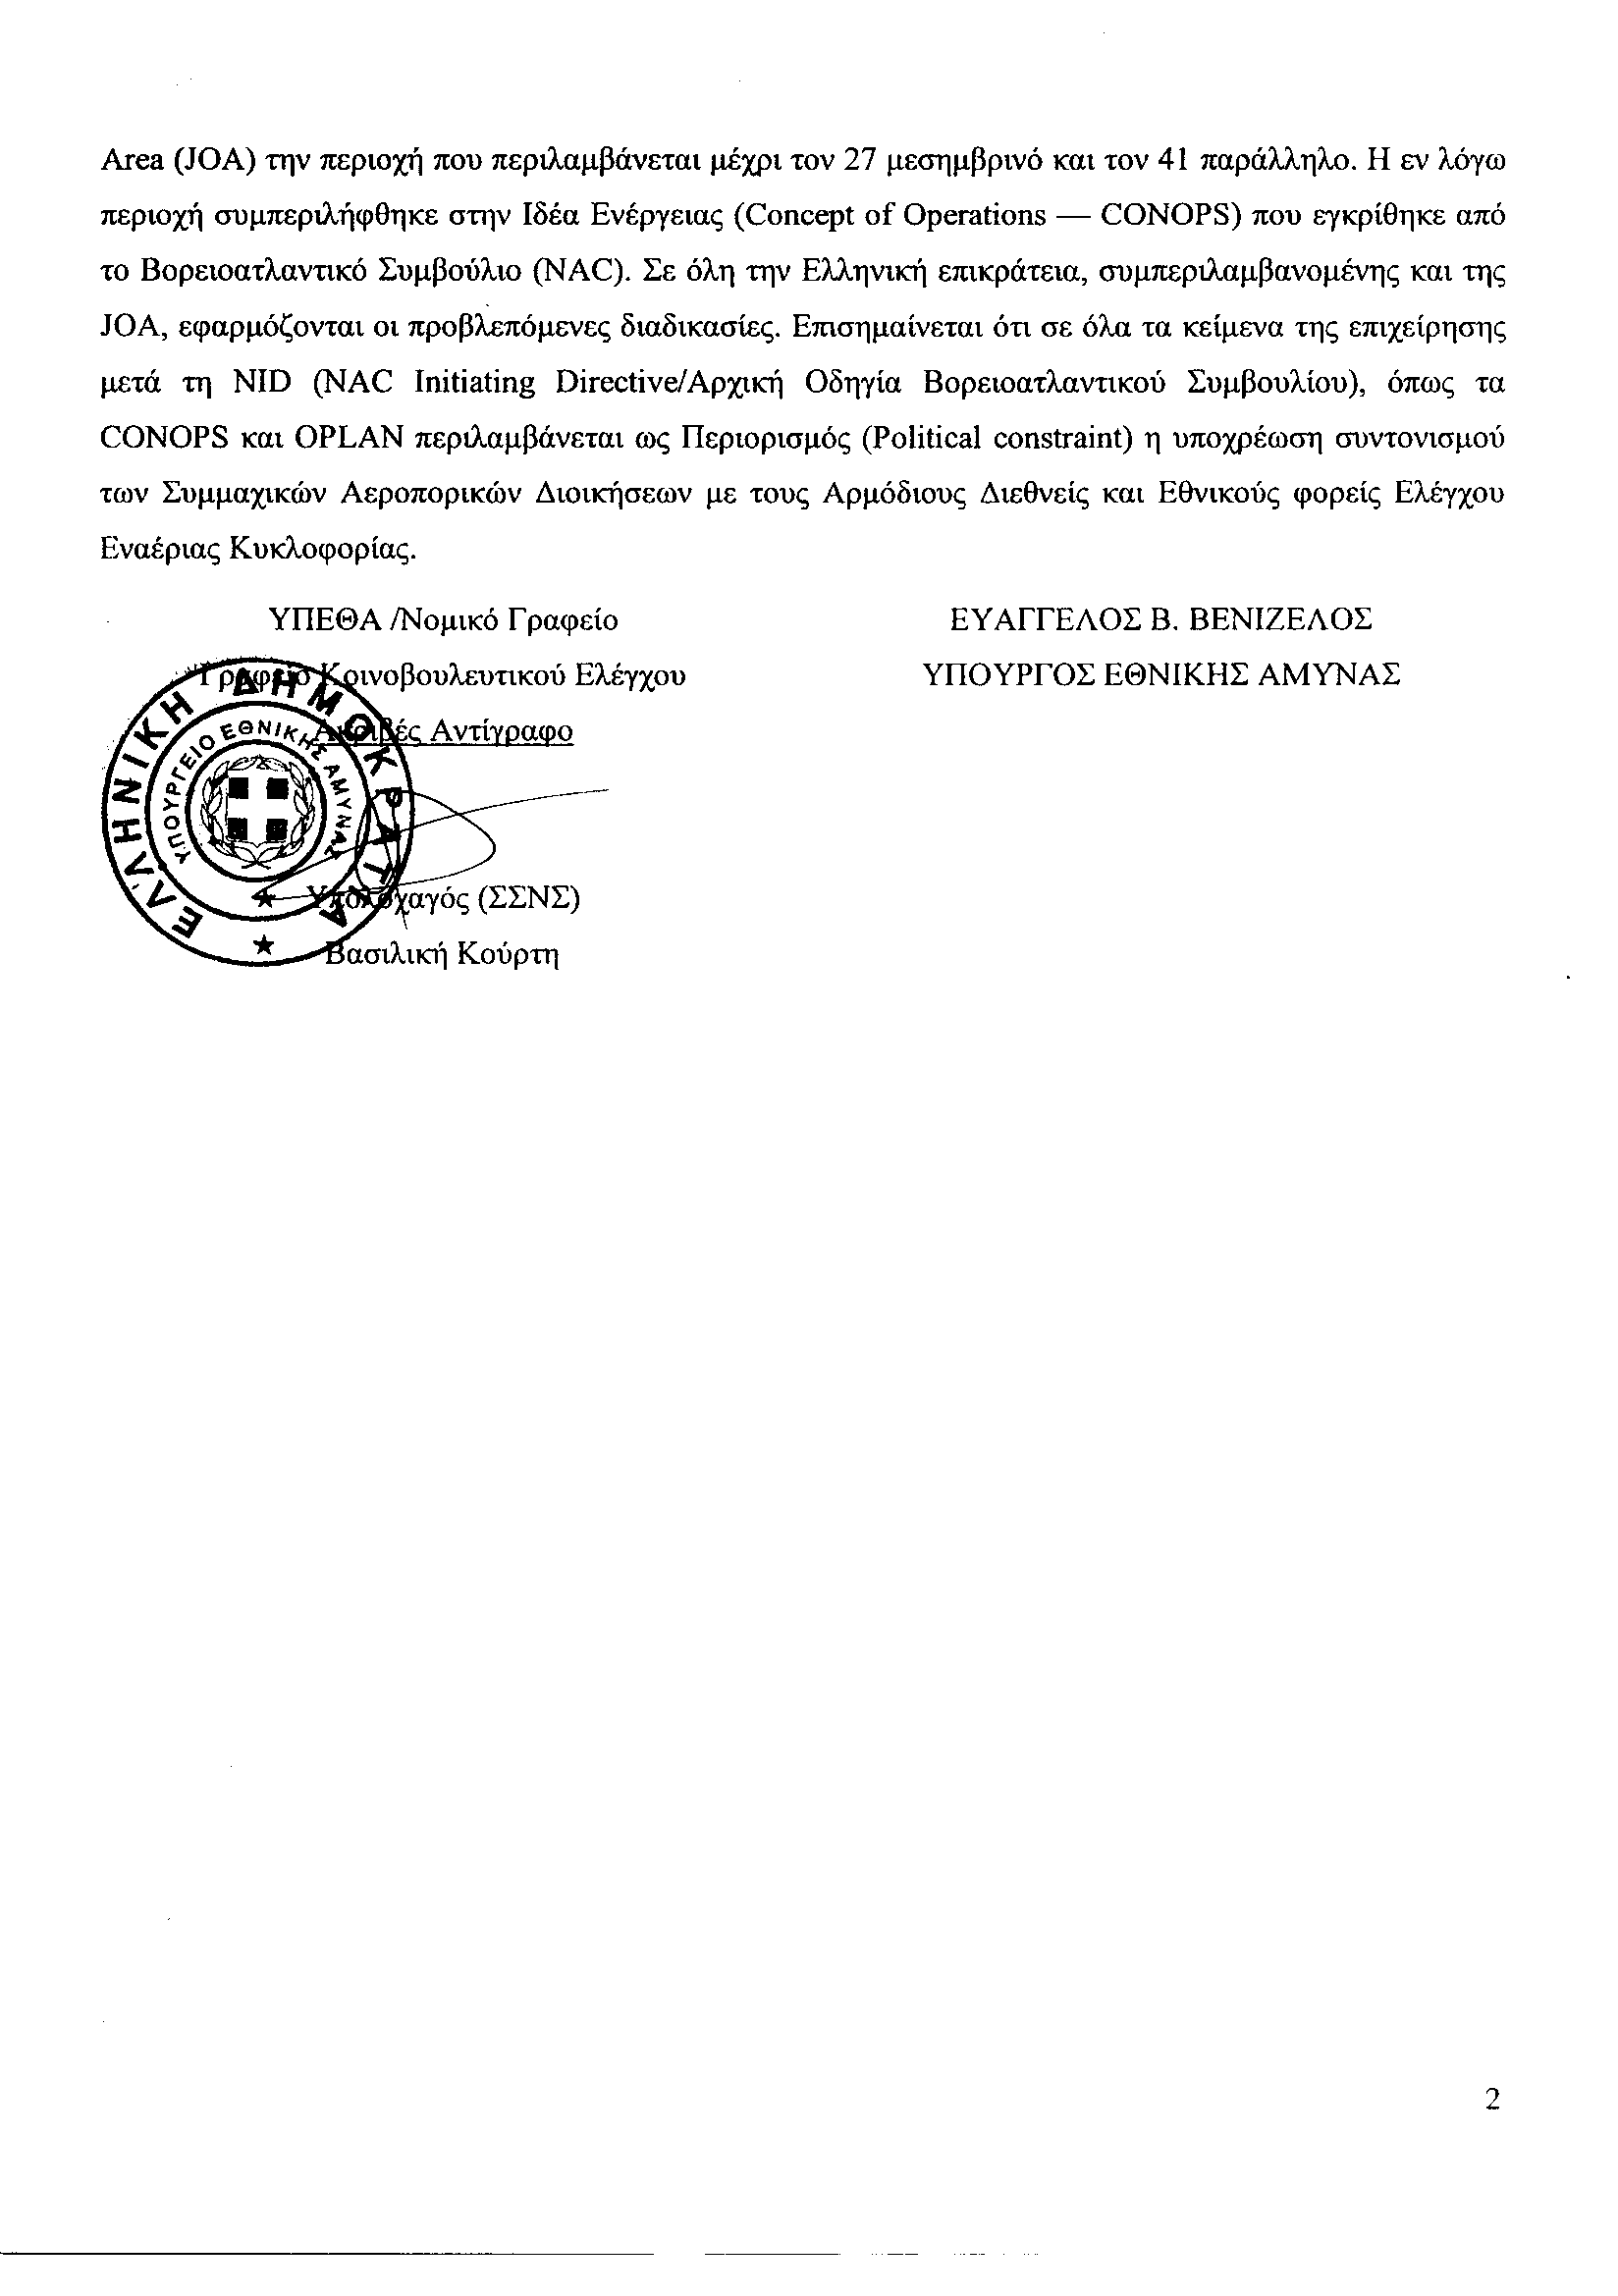 Area (JOA) την περιοχή που περιλαμβάνεται μέχρι τον 27 μεσημβρινό και τον 41 παράλληλο. Η εν λόγω
περιοχή συμπεριλήφθηκε στην Ιδέα Ενέργειας (Concept of Operations — CONOPS) που εγκρίθηκε από
το Βορειοατλαντικό Συμβούλιο (NAC). Σε όλη την Ελληνική επικράτεια, συμπεριλαμβανομένης και της
JOA, εφαρμόζονται οι προβλεπόμενες διαδικασίες. Επισημαίνεται ότι σε όλα τα κείμενα της επιχείρησης
μετά τη NID (NAC Initiating Directive/Αρχική Οδηγία Βορειοατλαντικού Συμβουλίου), όπως τα
CONOPS και OPLAN περιλαμβάνεται ως Περιορισμός (Political constraint) η υποχρέωση συντονισμού
των Συμμαχικών Αεροπορικών Διοικήσεων με τους Αρμόδιους Διεθνείς και Εθνικούς φορείς Ελέγχου
Εναέριας Κυκλοφορίας.
ΥΠΕΘΑ /Νομικό Γραφείο
Γραφείο Κοινοβουλευτικού Ελέγχου
Ακριβές Αντίγραφο
ΕΛΛΗΝΙΚΗ ΔΗΜΟΚΡΑΤΙΑ
ΥΠΟΥΡΓΕΙΟ ΕΘΝΙΚΗΣ ΑΜΥΝΑΣ
Υπολοχαγός (ΣΣΝΣ)
Βασιλική Κούρτη
ΕΥΑΓΓΕΛΟΣ Β. ΒΕΝΙΖΕΛΟΣ
ΥΠΟΥΡΓΟΣ ΕΘΝΙΚΗΣ ΑΜΥΝΑΣ
2